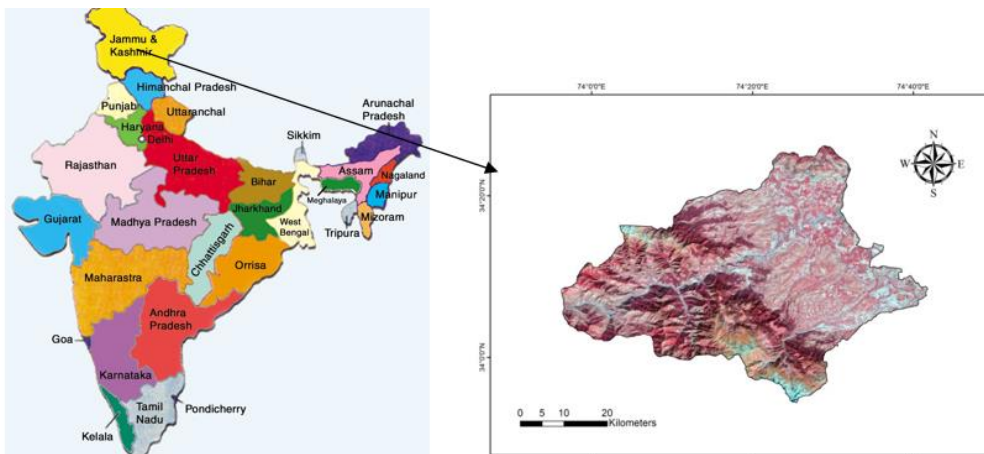 Jammu &
Kashmir
Himanchal Pradesh
Punjab
Uttaranchal
Haryana
Delhi
Arunachal
Pradesh
Sikkim
Rajasthan
Uttar
Pradesh
Assam
Nagaland
Bihar
Meghalaya
Manipur
Gujarat
Madhya Pradesh
Jharkhand
West
Bengal
Tripura
Mizoram
Chhattisgarh
Maharastra
Orrisa
Andhra
Pradesh
Goa
Karnataka
Tamil
Nadu
Pondicherry
Kelala
74°0'0"E
74°20'0"E
74°40'0"E
N
W
E
S
34°20'0"N
34°0'0"N
0 5 10 20
Kilometers